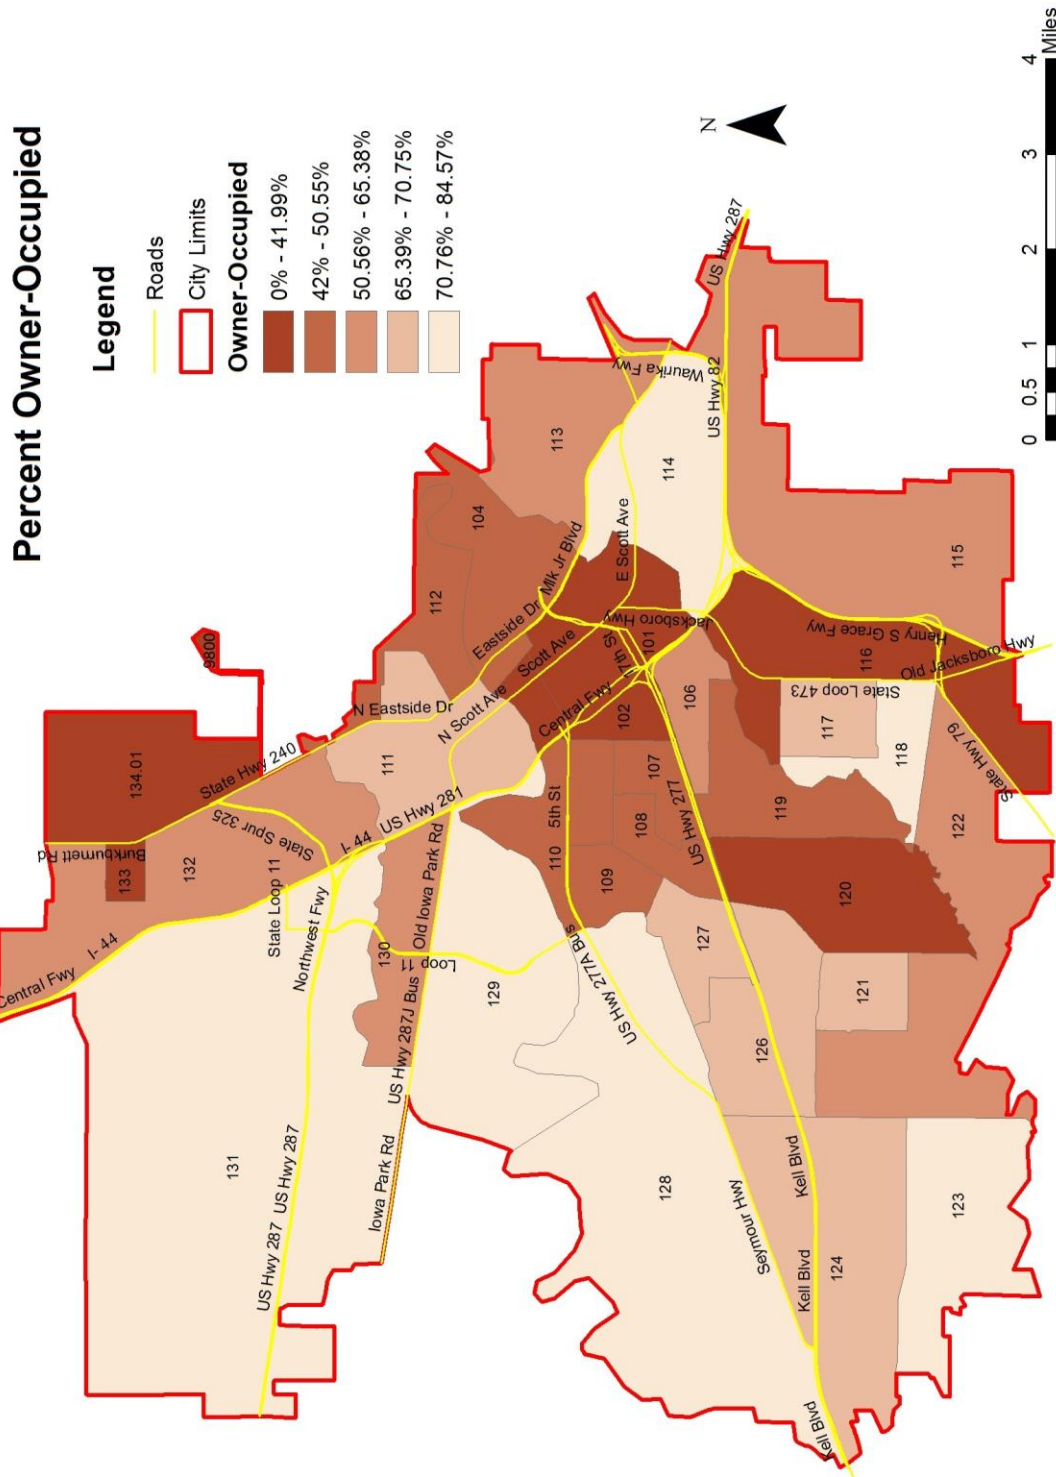 Percent Owner-Occupied
Legend
Roads
City Limits
Owner-Occupied
0% - 41.99%
42% - 50.55%
50.56% - 65.38%
65.39% - 70.75%
70.76% - 84.57%
N
0 0.5 1 2 3 4
Miles
Central Fwy
I- 44
Burkburnett Rd
134.01
133
132
9800
State Hwy 240
State Spur 325
State Loop 11
Northwest Fwy
I- 44
US Hwy 281
111
N Eastside Dr
N Scott Ave
112
104
113
Eastside Dr
Mlk Jr Blvd
Scott Ave
E Scott Ave
114
Waurika Fwy
US Hwy 82
US Hwy 287
131
US Hwy 287
US Hwy 287
130
Old Iowa Park Rd
Loop 11
US Hwy 287J Bus
Iowa Park Rd
129
110
5th St
Central Fwy
102
7th St
101
Jacksboro Hwy
109
108
107
106
US Hwy 277
US Hwy 277A Bus
128
127
126
Seymour Hwy
Kell Blvd
Kell Blvd
Kell Blvd
124
123
121
120
119
117
118
122
State Loop 473
116
Henry S Grace Fwy
Old Jacksboro Hwy
State Hwy 79
115